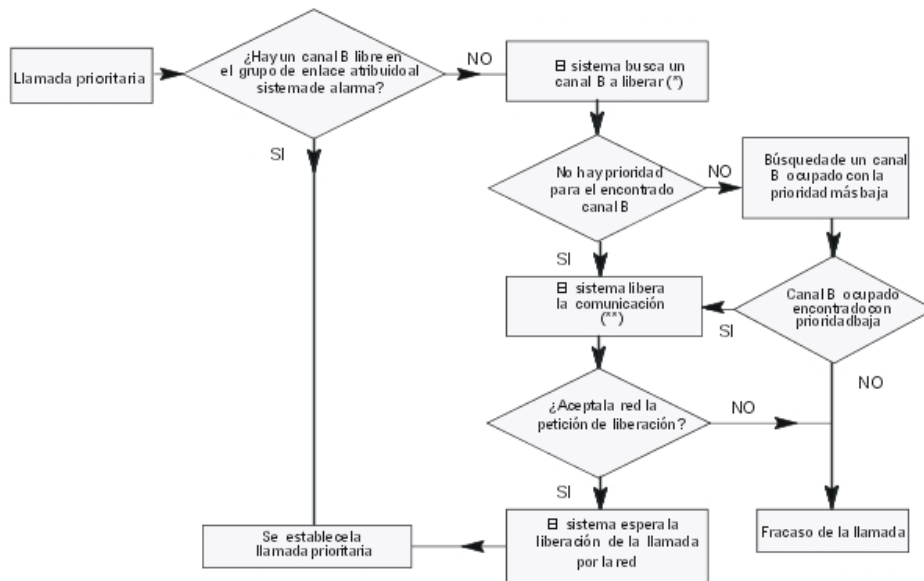 Llamada prioritaria
¿Hay un canal B libre en
el grupo de enlace atribuido al
sistema de alarma?
NO
SI
El sistema busca un
canal B a liberar (*)
No hay prioridad
para el encontrado
canal B
NO
Búsqueda de un canal
B ocupado con la
prioridad más baja
SI
El sistema libera
la comunicación
(**)
Canal B ocupado
encontrado con
prioridad baja
SI
NO
¿Acepta la red la
petición de liberación?
NO
SI
El sistema espera la
liberación de la llamada
por la red
Se establece la
llamada prioritaria
Fracaso de la llamada